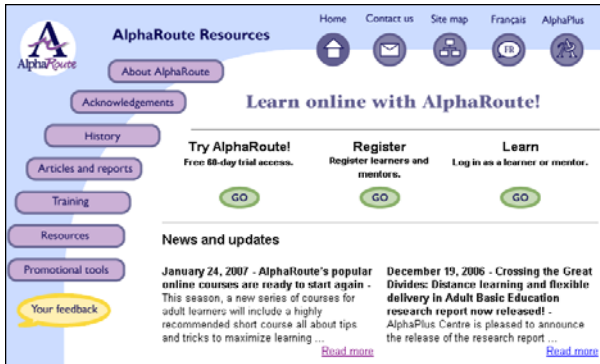 Home Contact us Site map Français AlphaPlus
AlphaRoute Resources
FR
AlphaRoute
About AlphaRoute
Acknowledgements
History
Articles and reports
Training
Resources
Promotional tools
Your feedback
Learn online with AlphaRoute!
Try AlphaRoute!
Free 60-day trial access.
GO
Register
Register learners and
mentors.
GO
Learn
Log in as a learner or mentor.
GO
News and updates
January 24, 2007 - AlphaRoute's popular
online courses are ready to start again -
This season, a new series of courses for
adult learners will include a highly
recommended short course all about tips
and tricks to maximize learning ...
Read more
December 19, 2006 - Crossing the Great
Divides: Distance learning and flexible
delivery in Adult Basic Education
research report now released! -
AlphaPlus Centre is pleased to announce
the release of the research report ...
Read more